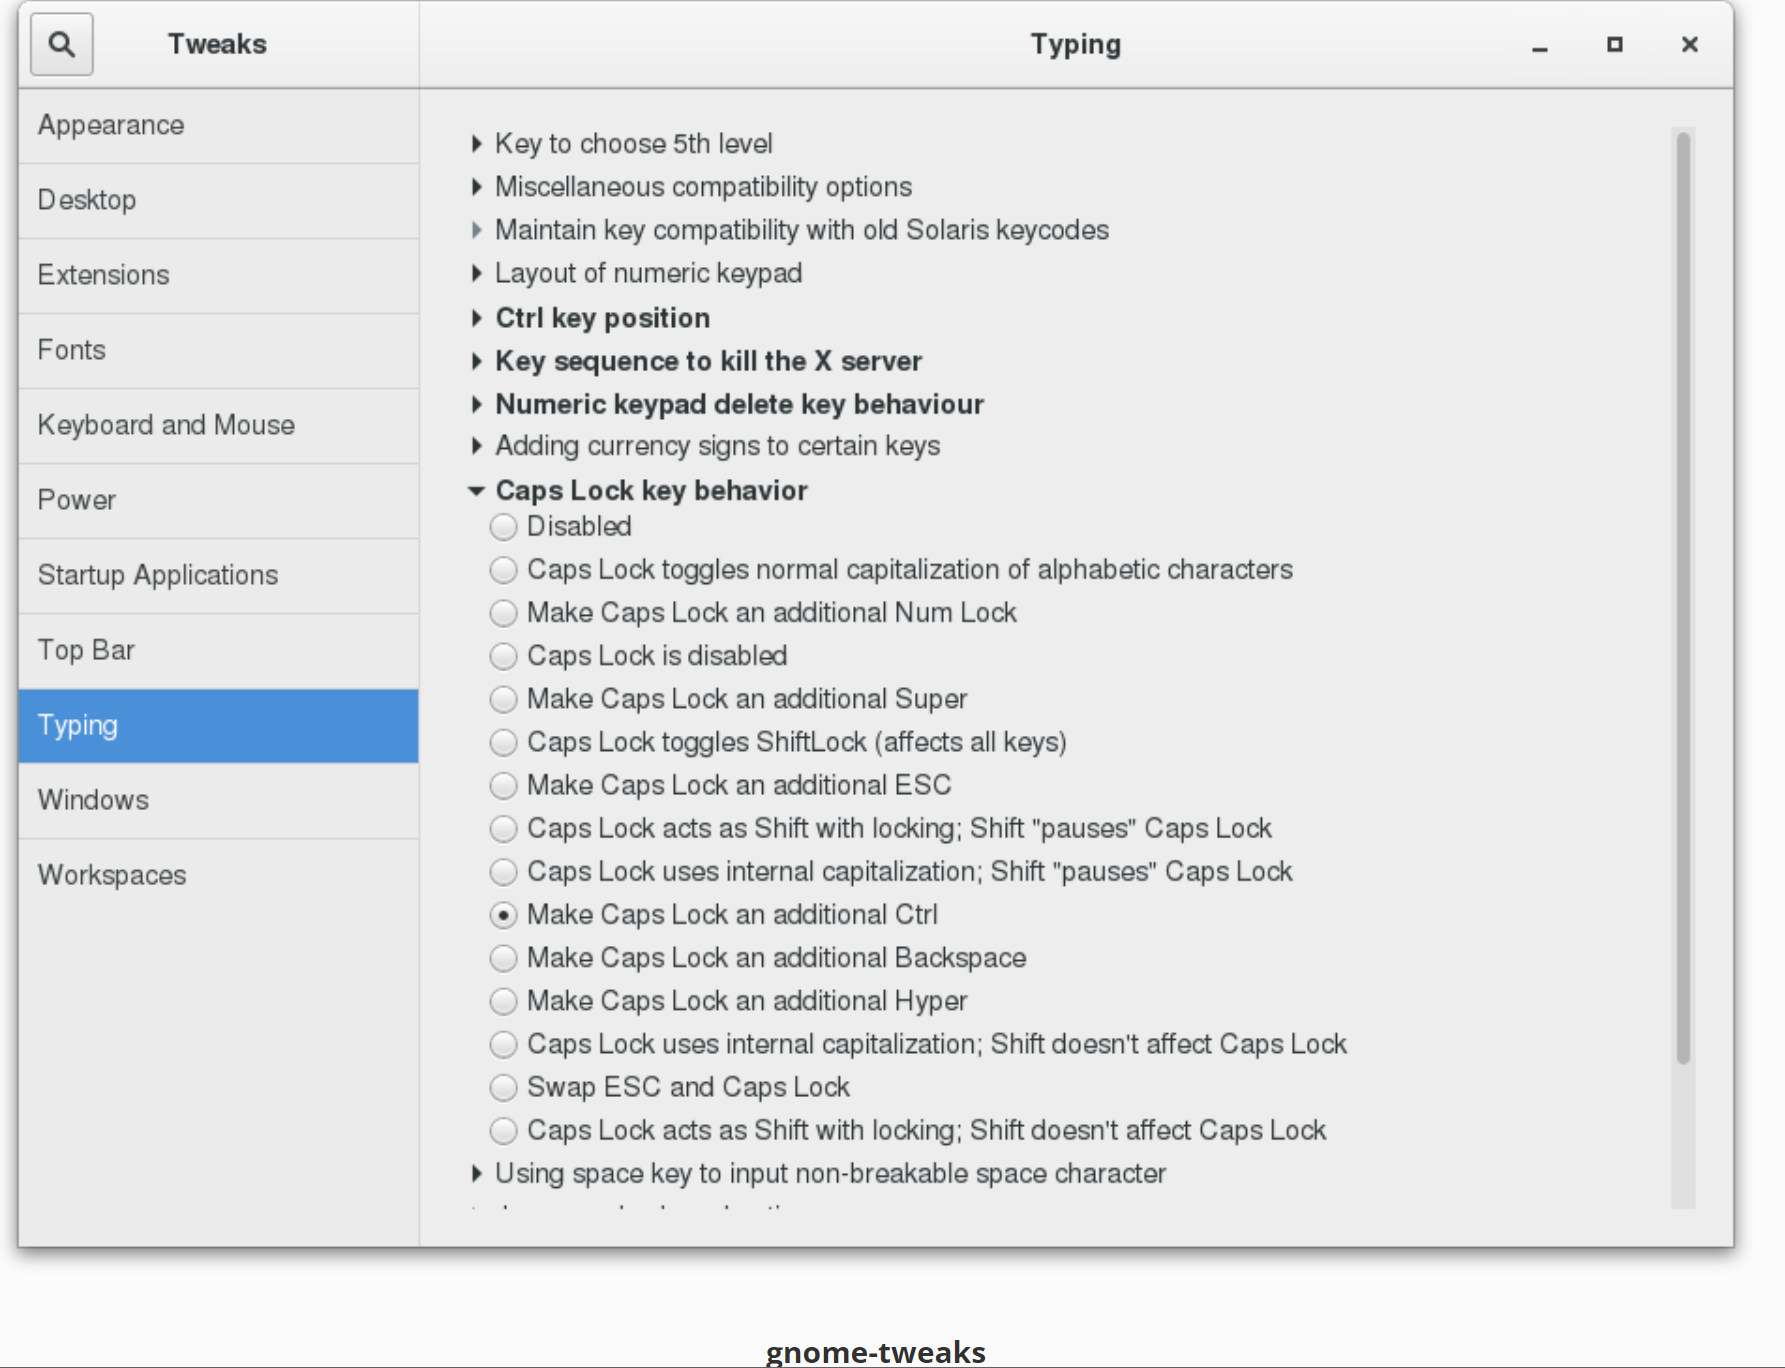 Tweaks
Typing
Appearance
Desktop
Extensions
Fonts
Keyboard and Mouse
Power
Startup Applications
Top Bar
Typing
Windows
Workspaces
Key to choose 5th level
Miscellaneous compatibility options
Maintain key compatibility with old Solaris keycodes
Layout of numeric keypad
Ctrl key position
Key sequence to kill the X server
Numeric keypad delete key behaviour
Adding currency signs to certain keys
Caps Lock key behavior
Disabled
Caps Lock toggles normal capitalization of alphabetic characters
Make Caps Lock an additional Num Lock
Caps Lock is disabled
Make Caps Lock an additional Super
Caps Lock toggles ShiftLock (affects all keys)
Make Caps Lock an additional ESC
Caps Lock acts as Shift with locking; Shift "pauses" Caps Lock
Caps Lock uses internal capitalization; Shift "pauses" Caps Lock
Make Caps Lock an additional Ctrl
Make Caps Lock an additional Backspace
Make Caps Lock an additional Hyper
Caps Lock uses internal capitalization; Shift doesn't affect Caps Lock
Swap ESC and Caps Lock
Caps Lock acts as Shift with locking; Shift doesn't affect Caps Lock
Using space key to input non-breakable space character
gnome-tweaks